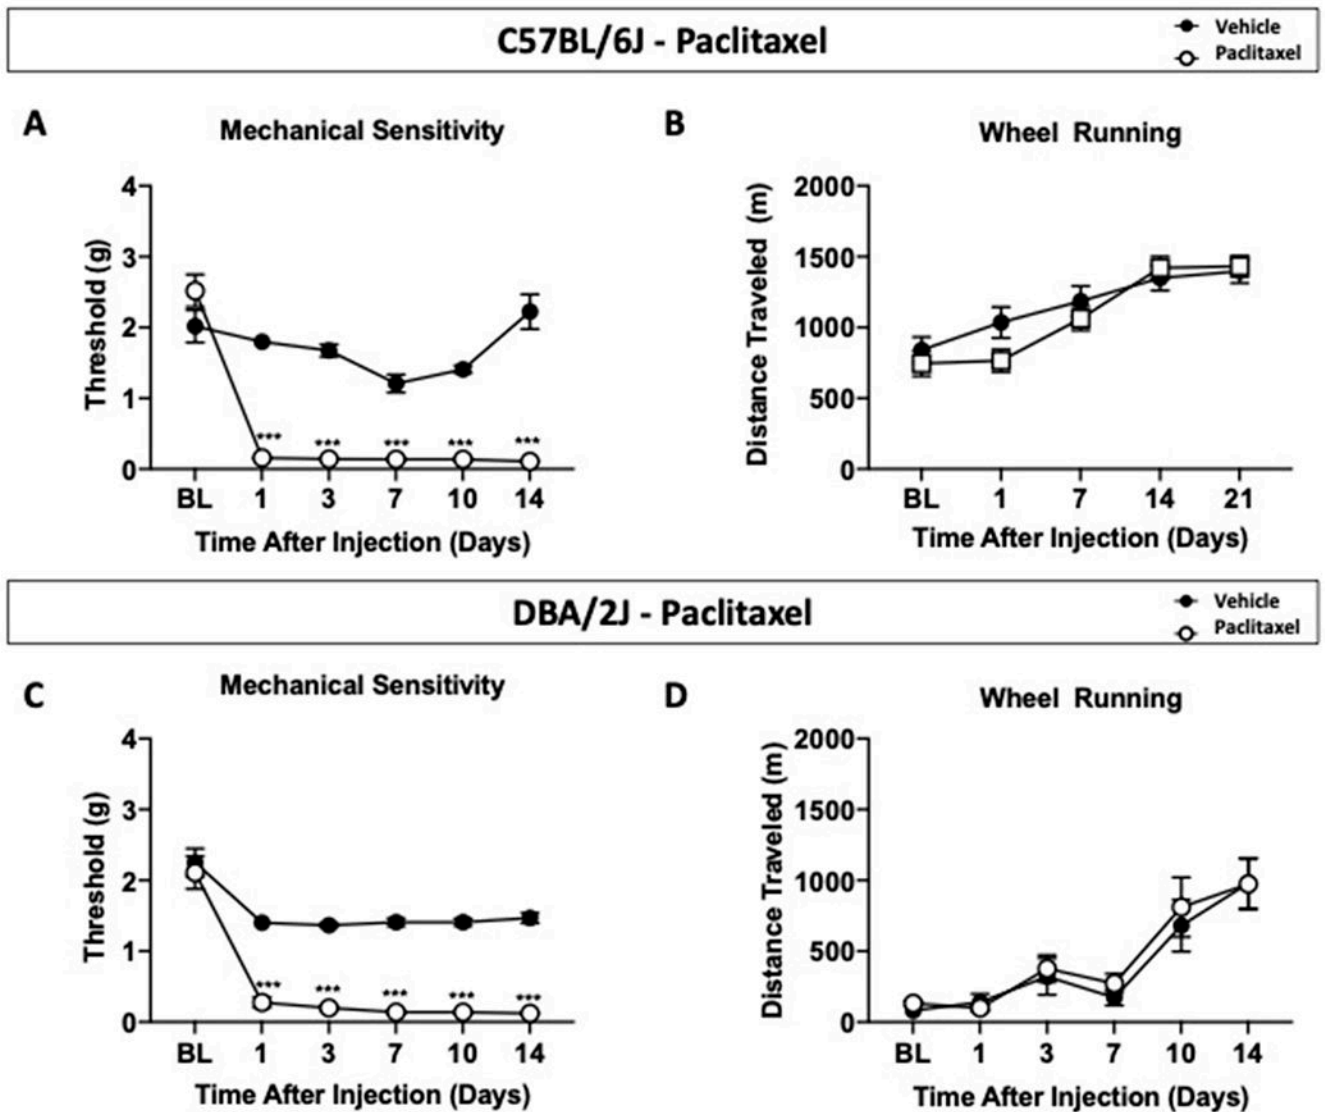 C57BL/6J - Paclitaxel
Vehicle
Paclitaxel
A
Mechanical Sensitivity
Threshold (g)
4
3
2
1
0
***
***
***
***
***
BL 1 3 7 10 14
Time After Injection (Days)
B
Wheel Running
Distance Traveled (m)
2000
1500
1000
500
0
BL 1 7 14 21
Time After Injection (Days)
DBA/2J - Paclitaxel
Vehicle
Paclitaxel
C
Mechanical Sensitivity
Threshold (g)
4
3
2
1
0
***
***
***
***
***
BL 1 3 7 10 14
Time After Injection (Days)
D
Wheel Running
Distance Traveled (m)
2000
1500
1000
500
0
BL 1 3 7 10 14
Time After Injection (Days)